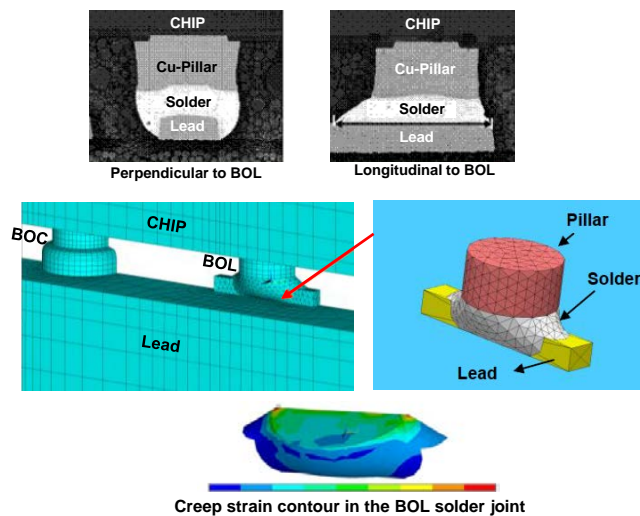 CHIP
Cu-Pillar
Solder
Lead
Perpendicular to BOL
CHIP
Cu-Pillar
Solder
Lead
Longitudinal to BOL
BOC
CHIP
BOL
Lead
Pillar
Solder
Lead
Creep strain contour in the BOL solder joint